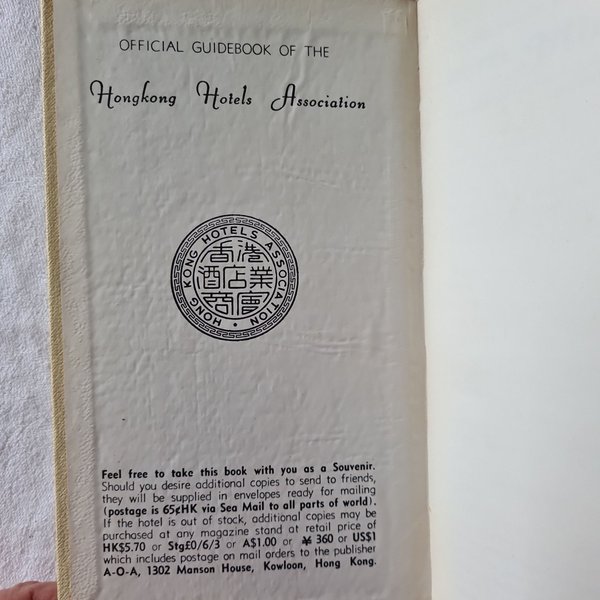 OFFICIAL GUIDEBOOK OF THE
Hongkong Hotels Association
HONG KONG HOTELS ASSOCIATION
香港
酒店業
商會
Feel free to take this book with you as a Souvenir.
Should you desire additional copies to send to friends,
they will be supplied in envelopes ready for mailing
(postage is 65¢HK via Sea Mail to all parts of world).
If the hotel is out of stock, additional copies may be
purchased at any magazine stand at retail price of
HK$5.70 or Stg£0/6/3 or A$1.00 or ¥ 360 or US$1
which includes postage on mail orders to the publisher
A-O-A, 1302 Manson House, Kowloon, Hong Kong.